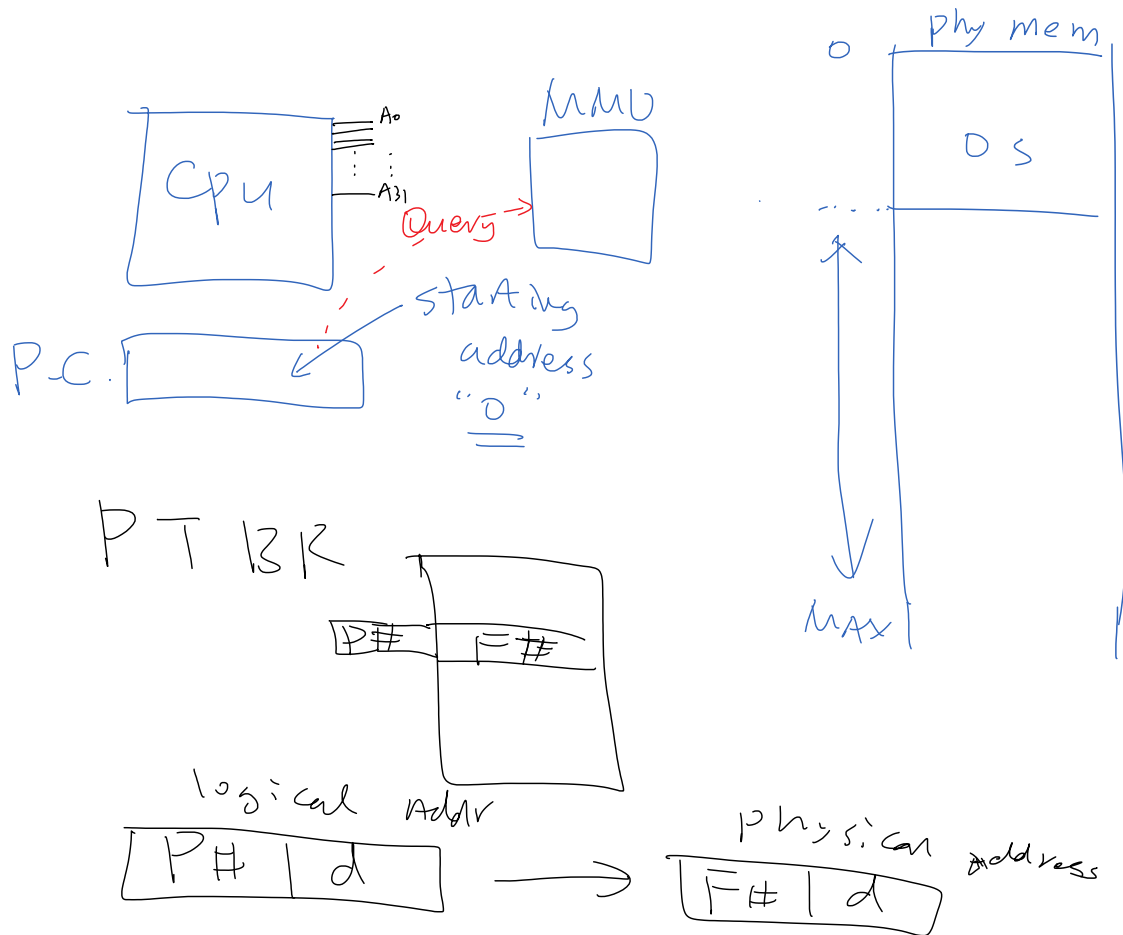 phy mem
0
MMU
A0
CPU
OS
A31
Query
starting
address
"0"
P.C.
PTBR
P# F#
MAX
logical Addr
physical address
P# | d
F# | d